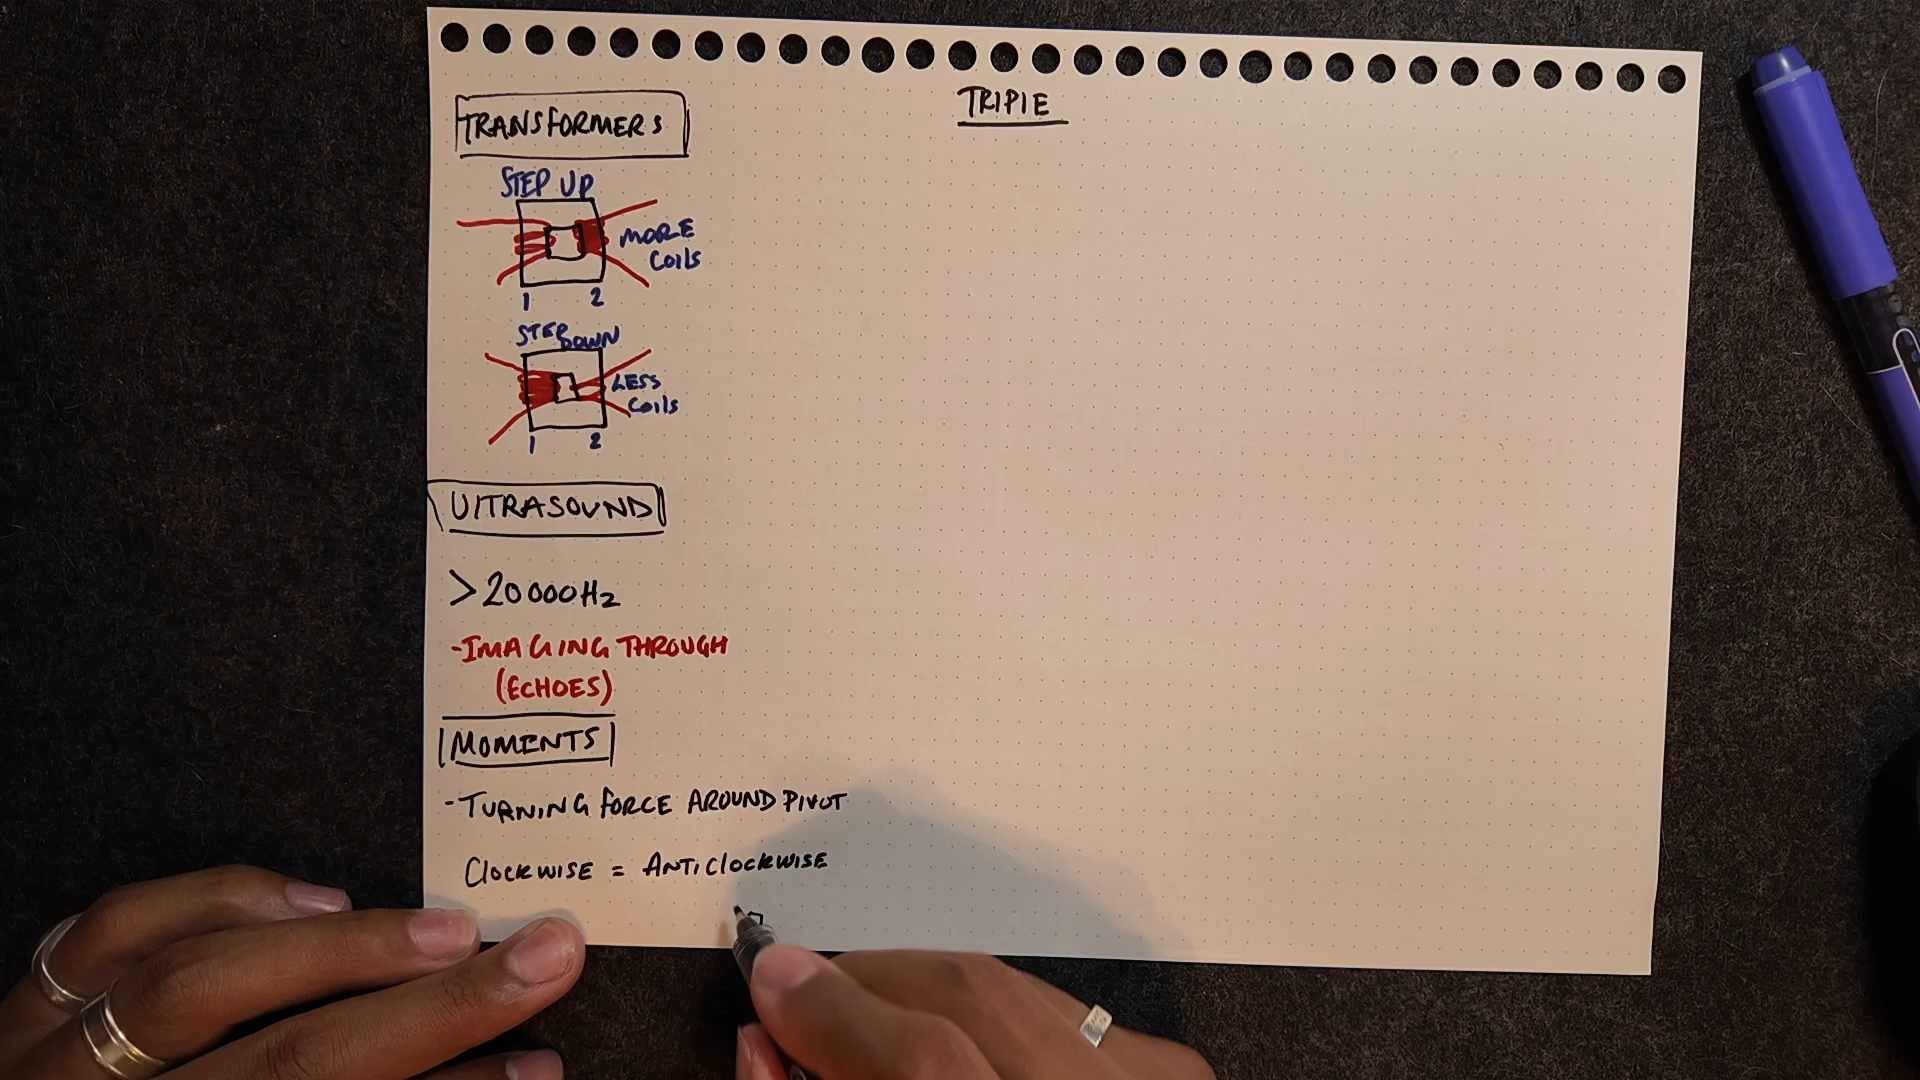 TRIPIE
TRANSFORMERS
STEP UP
MORE
Coils
1 2
STEP DOWN
LESS
Coils
1 2
UITRASOUND
>20000Hz
-IMAGING THROUGH
(ECHOES)
MOMENTS
-TURNING FORCE AROUND PIVOT
Clockwise = Anticlockwise